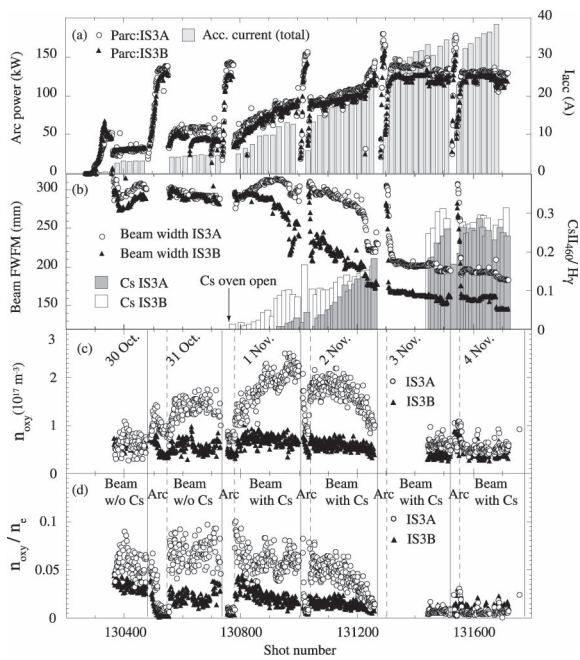 (a)
Parc:IS3A
Parc:IS3B
Acc. current (total)
Arc power (kW)
150
100
50
0
Iacc (A)
40
30
20
10
0
(b)
Beam width IS3A
Beam width IS3B
Cs IS3A
Cs IS3B
Cs oven open
Beam FWFM (mm)
300
250
200
150
CsII460/ Hγ
0.3
0.2
0.1
0
(c)
30 Oct.
31 Oct.
1 Nov.
2 Nov.
3 Nov.
4 Nov.
IS3A
IS3B
noxy (10¹⁷ m⁻³)
3
2
1
0
(d)
Beam w/o Cs
Arc
Beam w/o Cs
Arc
Beam with Cs
Arc
Beam with Cs
Arc
Beam with Cs
Arc
Beam with Cs
IS3A
IS3B
noxy / ne
0.1
0.05
0
130400
130800
131200
131600
Shot number